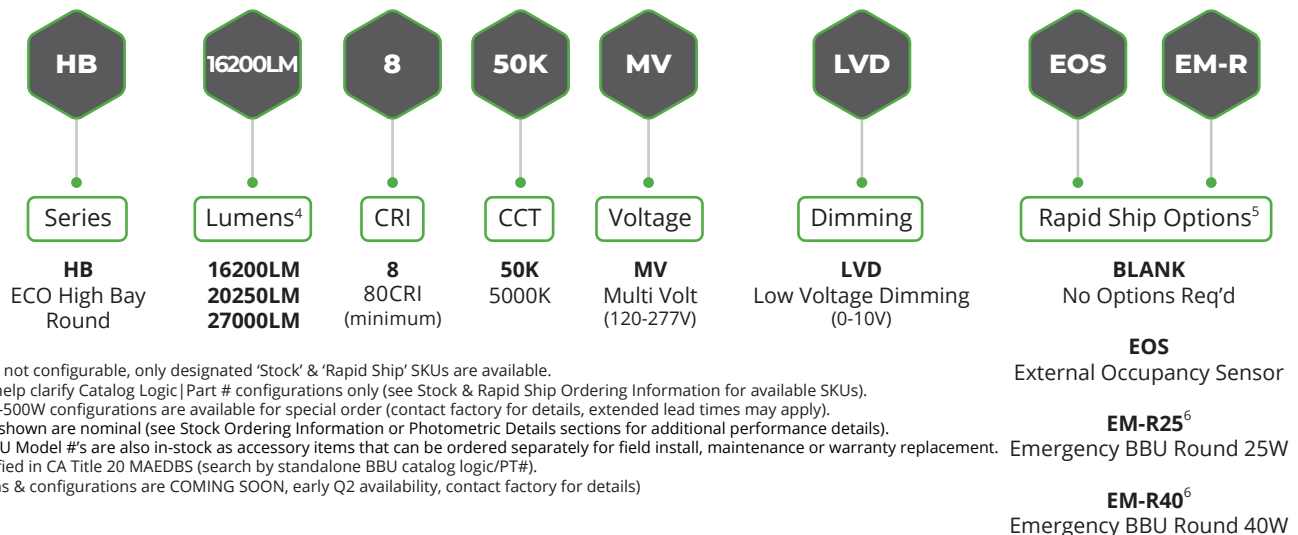 HB 16200LM 8 50K MV LVD EOS EM-R
Series Lumens4 CRI CCT Voltage Dimming Rapid Ship Options5
HB
ECO High Bay
Round
16200LM
20250LM
27000LM
8
80CRI
(minimum)
50K
5000K
MV
Multi Volt
(120-277V)
LVD
Low Voltage Dimming
(0-10V)
BLANK
No Options Req’d
EOS
External Occupancy Sensor
EM-R256
Emergency BBU Round 25W
EM-R406
Emergency BBU Round 40W
not configurable, only designated ‘Stock’ & ‘Rapid Ship’ SKUs are available.
help clarify Catalog Logic|Part # configurations only (see Stock & Rapid Ship Ordering Information for available SKUs).
-500W configurations are available for special order (contact factory for details, extended lead times may apply).
shown are nominal (see Stock Ordering Information or Photometric Details sections for additional performance details).
U Model #'s are also in-stock as accessory items that can be ordered separately for field install, maintenance or warranty replacement.
fied in CA Title 20 MAEDBS (search by standalone BBU catalog logic/PT#).
s & configurations are COMING SOON, early Q2 availability, contact factory for details)